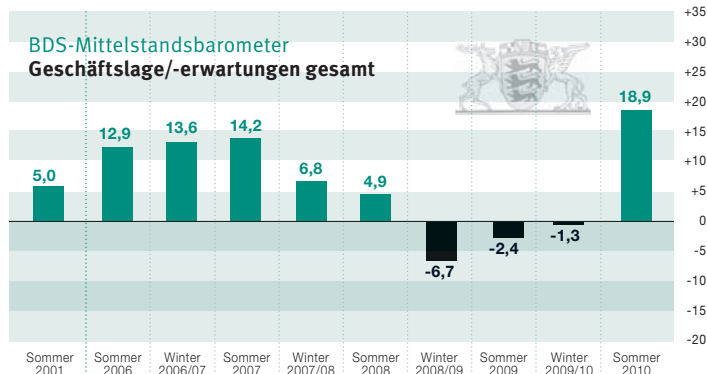 BDS-Mittelstandsbarometer
Geschäftslage/-erwartungen gesamt
+35
+30
+25
+20
+15
+10
+5
0
-5
-10
-15
-20
5,0
12,9
13,6
14,2
6,8
4,9
-6,7
-2,4
-1,3
18,9
Sommer 2001
Sommer 2006
Winter 2006/07
Sommer 2007
Winter 2007/08
Sommer 2008
Winter 2008/09
Sommer 2009
Winter 2009/10
Sommer 2010